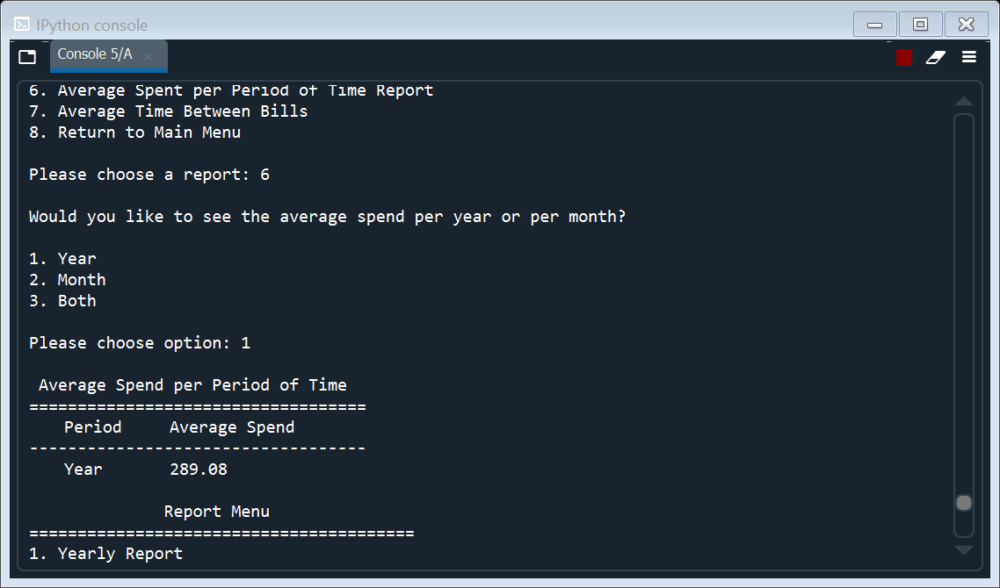 IPython console
Console 5/A
6. Average Spent per Period of Time Report
7. Average Time Between Bills
8. Return to Main Menu
Please choose a report: 6
Would you like to see the average spend per year or per month?
1. Year
2. Month
3. Both
Please choose option: 1
Average Spend per Period of Time
===================================
Period Average Spend
-----------------------------------
Year 289.08
Report Menu
========================================
1. Yearly Report